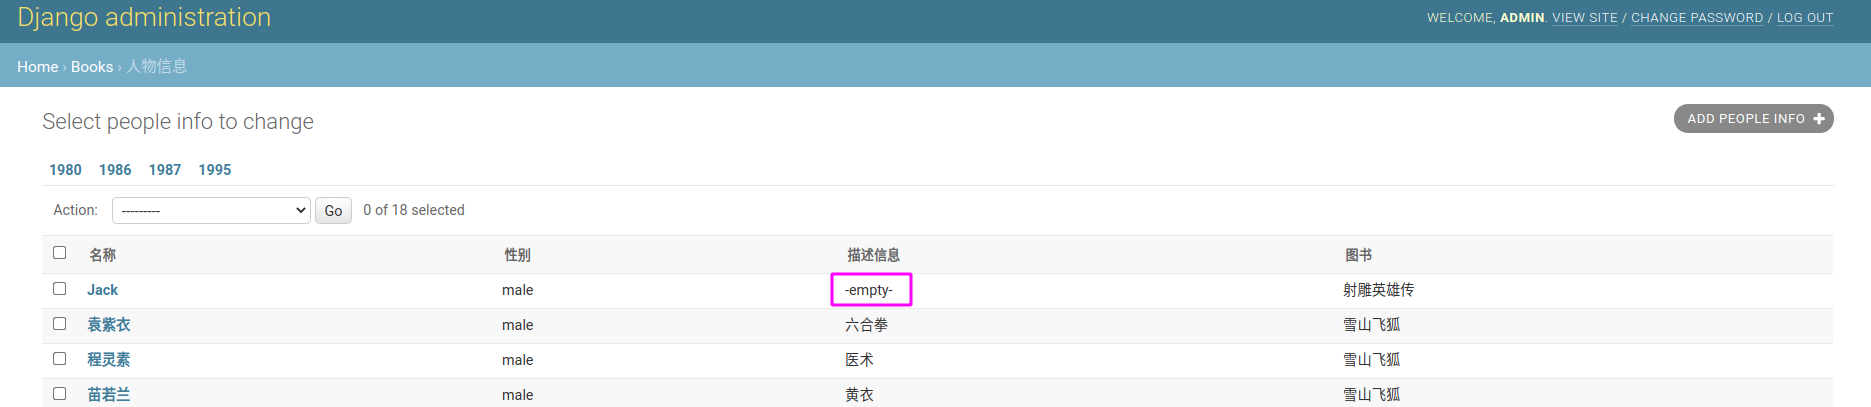 Django administration
WELCOME, ADMIN. VIEW SITE / CHANGE PASSWORD / LOG OUT
Home › Books › 人物信息
Select people info to change
ADD PEOPLE INFO +
1980 1986 1987 1995
Action: --------- Go 0 of 18 selected
名称 性别 描述信息 图书
Jack male -empty- 射雕英雄传
袁紫衣 male 六合拳 雪山飞狐
程灵素 male 医术 雪山飞狐
苗若兰 male 黄衣 雪山飞狐